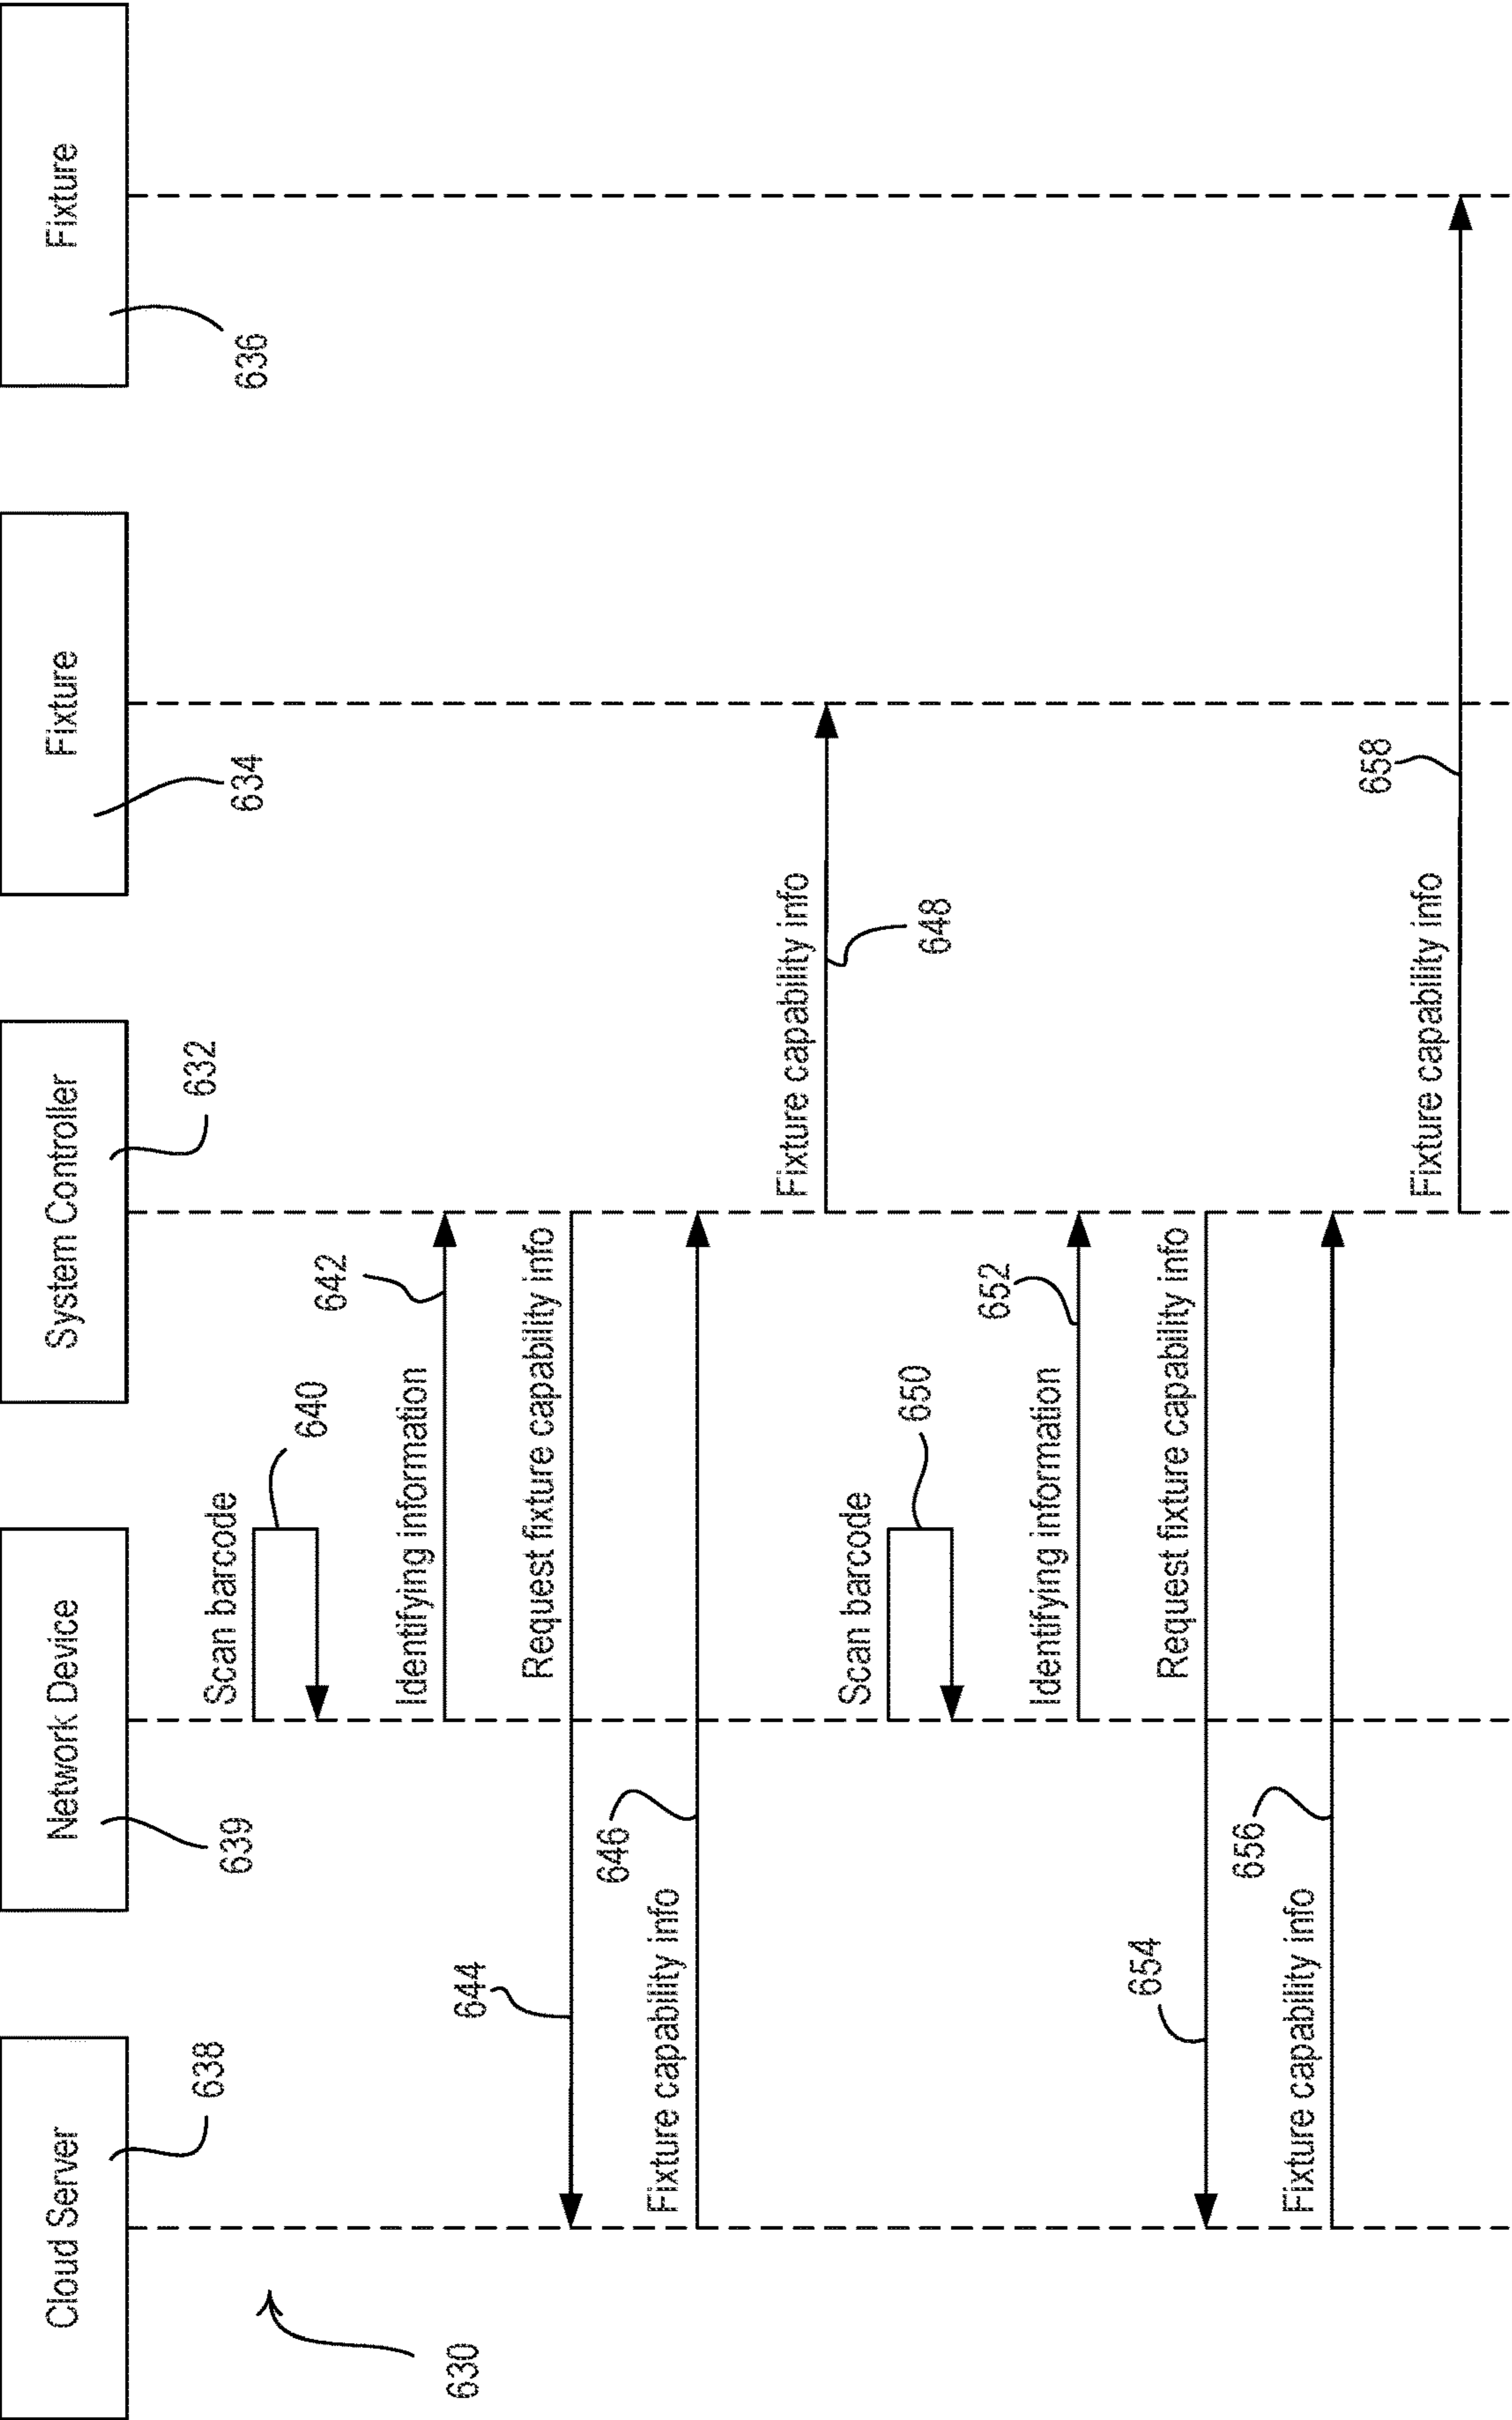 Cloud Server
Network Device
System Controller
Fixture
Fixture
638
639
632
634
636
630
Scan barcode
640
Identifying information
642
Request fixture capability info
644
646
Fixture capability info
Fixture capability info
648
Scan barcode
650
Identifying information
652
Request fixture capability info
654
656
Fixture capability info
Fixture capability info
658